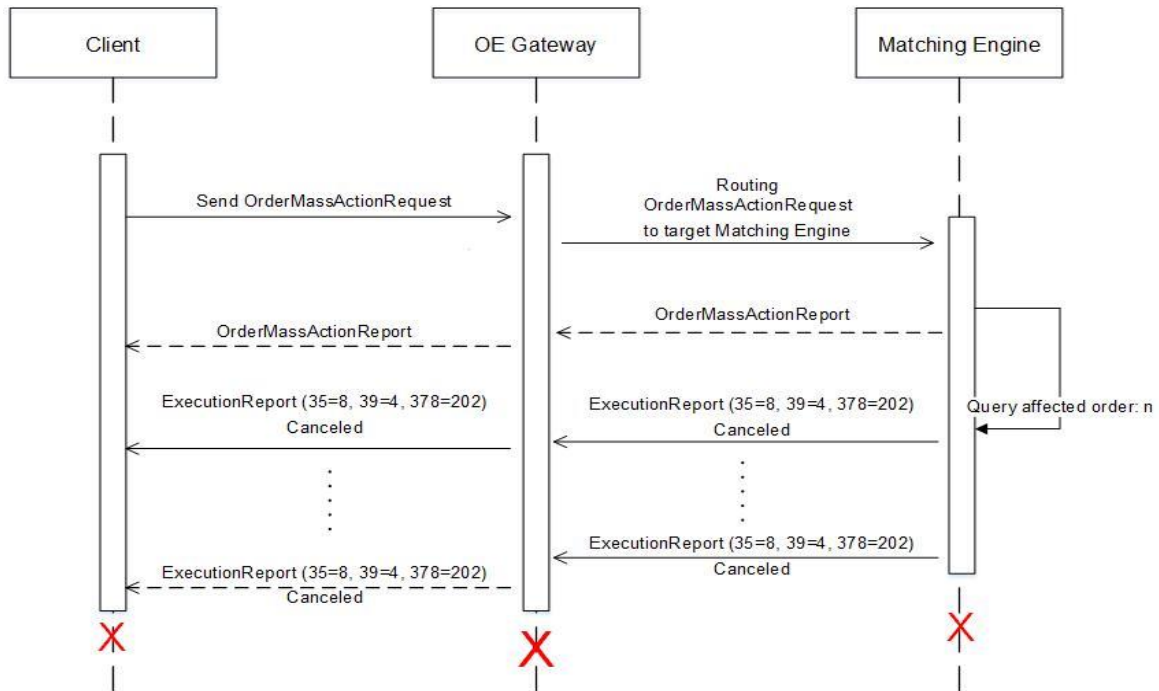 Client
OE Gateway
Matching Engine
Send OrderMassActionRequest
Routing
OrderMassActionRequest
to target Matching Engine
OrderMassActionReport
OrderMassActionReport
Query affected order: n
ExecutionReport (35=8, 39=4, 378=202)
Canceled
ExecutionReport (35=8, 39=4, 378=202)
Canceled
ExecutionReport (35=8, 39=4, 378=202)
Canceled
ExecutionReport (35=8, 39=4, 378=202)
Canceled